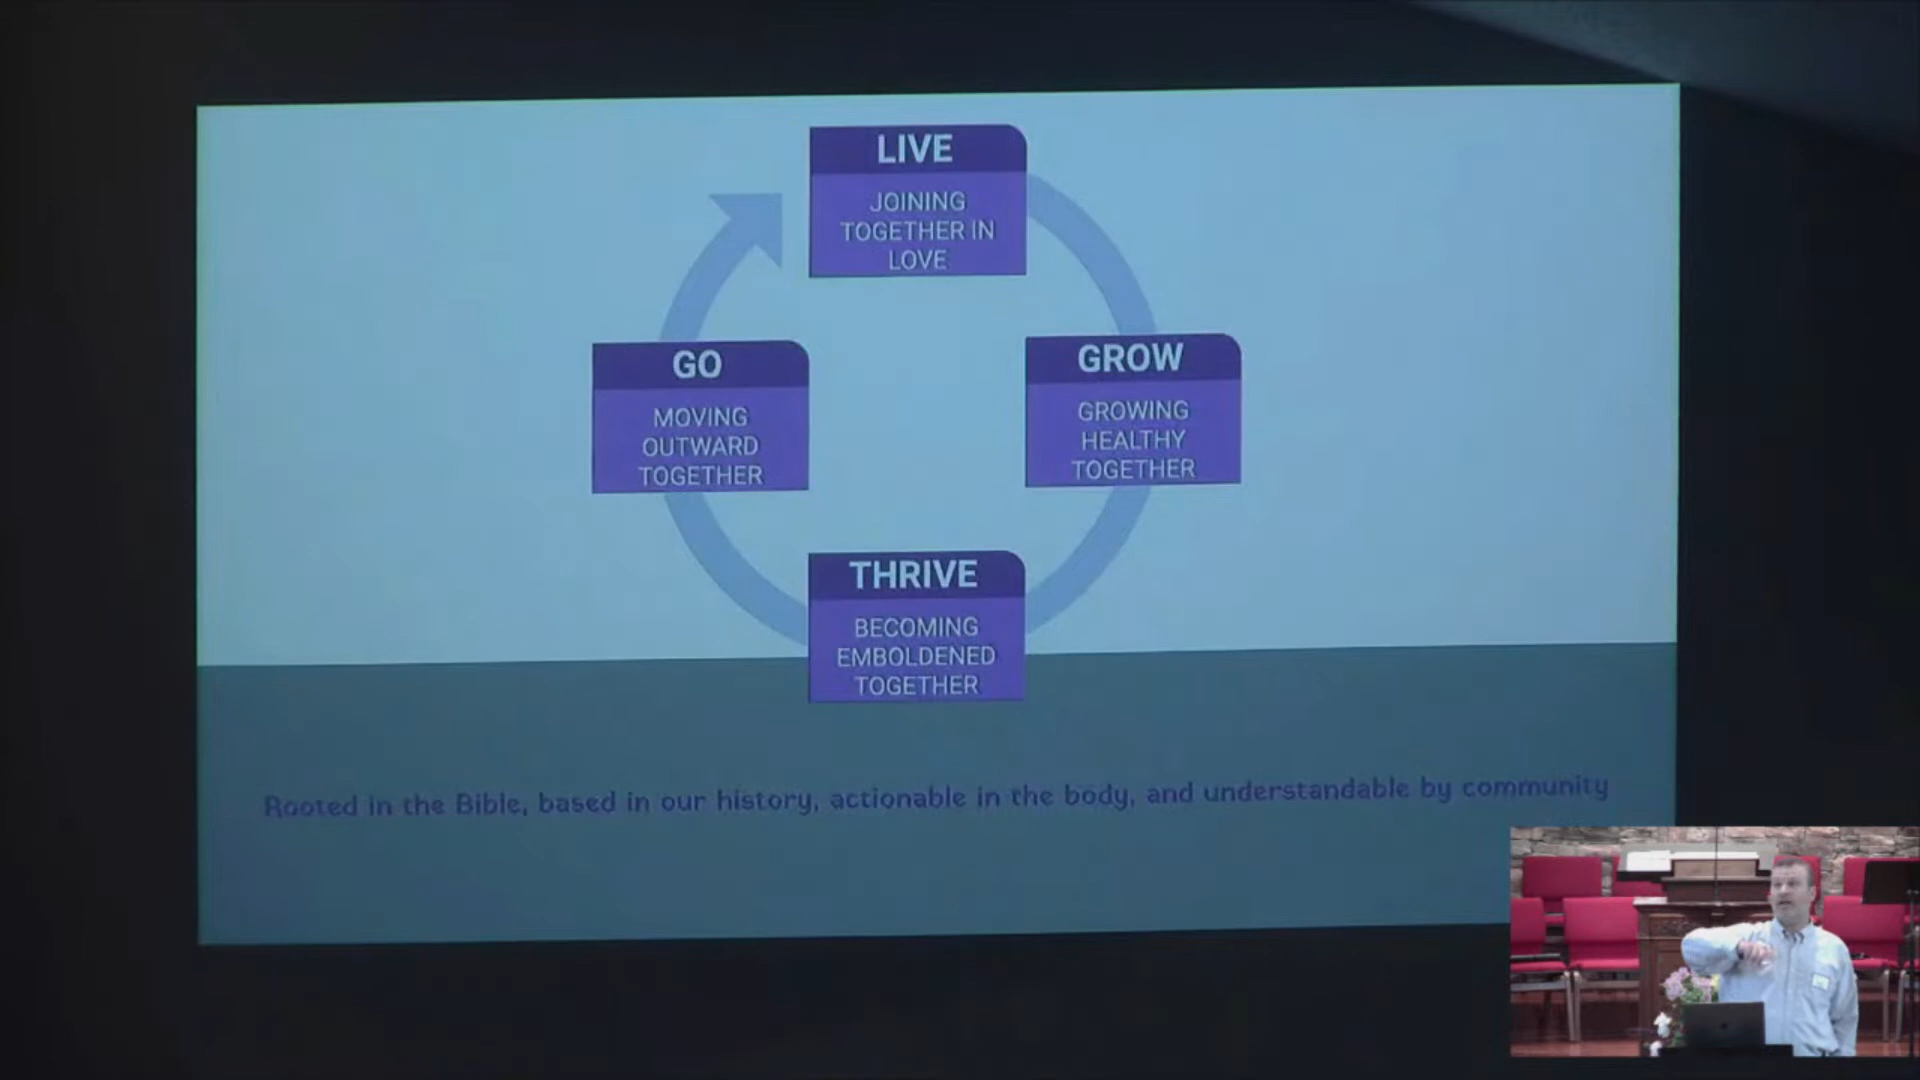 LIVE
JOINING
TOGETHER IN
LOVE
GO
MOVING
OUTWARD
TOGETHER
GROW
GROWING
HEALTHY
TOGETHER
THRIVE
BECOMING
EMBOLDENED
TOGETHER
Rooted in the Bible, based in our history, actionable in the body, and understandable by community